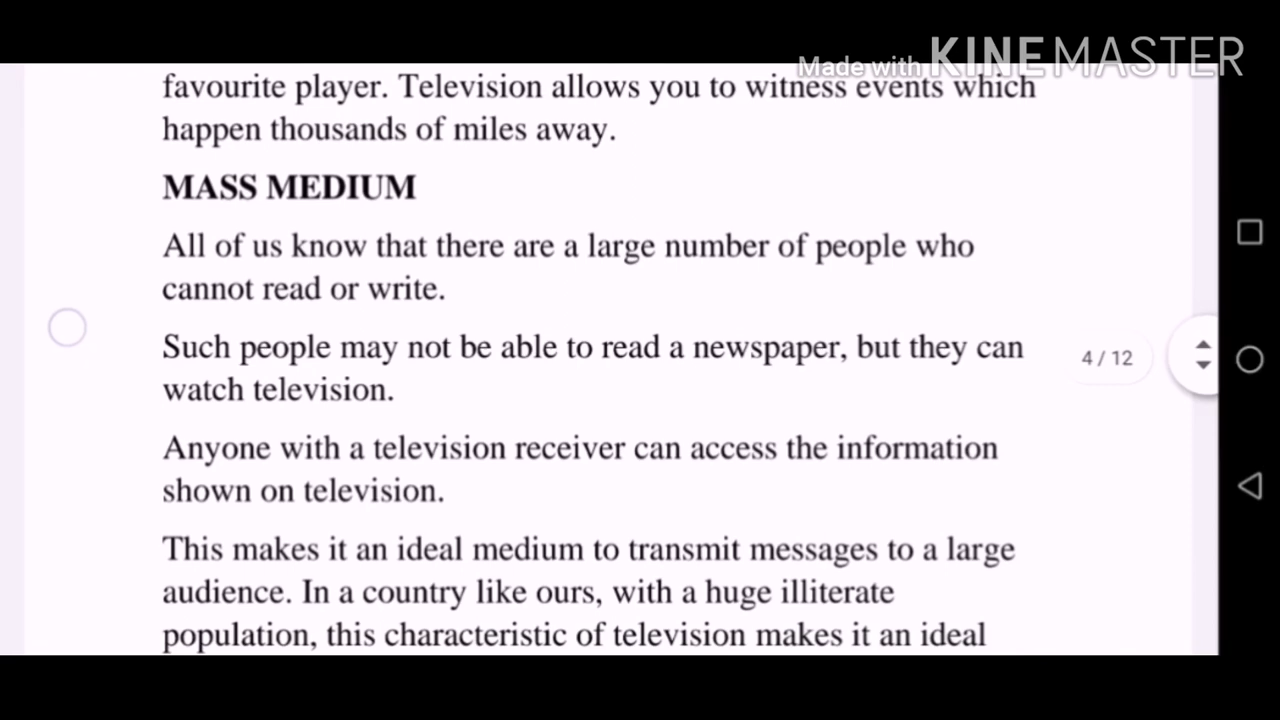 Made with KINEMASTER
favourite player. Television allows you to witness events which
happen thousands of miles away.
MASS MEDIUM
All of us know that there are a large number of people who
cannot read or write.
Such people may not be able to read a newspaper, but they can
watch television.
4 / 12
Anyone with a television receiver can access the information
shown on television.
This makes it an ideal medium to transmit messages to a large
audience. In a country like ours, with a huge illiterate
population, this characteristic of television makes it an ideal